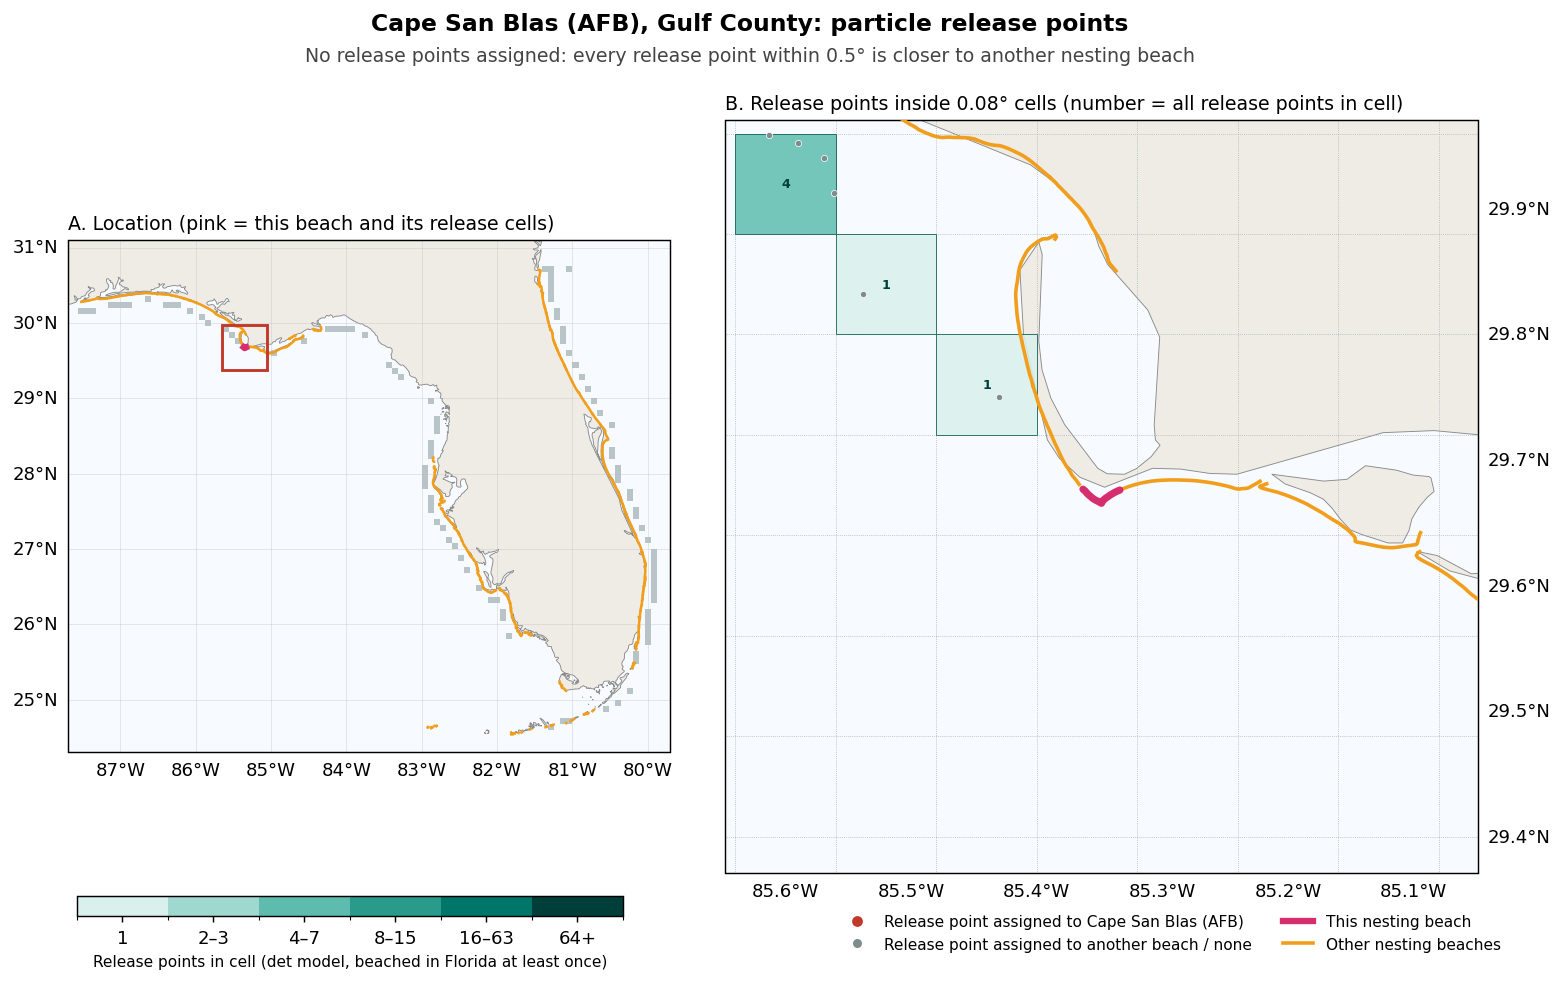 Cape San Blas (AFB), Gulf County: particle release points
No release points assigned: every release point within 0.5° is closer to another nesting beach
A. Location (pink = this beach and its release cells)
31°N
30°N
29°N
28°N
27°N
26°N
25°N
87°W 86°W 85°W 84°W 83°W 82°W 81°W 80°W
B. Release points inside 0.08° cells (number = all release points in cell)
4
1
1
29.9°N
29.8°N
29.7°N
29.6°N
29.5°N
29.4°N
85.6°W 85.5°W 85.4°W 85.3°W 85.2°W 85.1°W
1 2–3 4–7 8–15 16–63 64+
Release points in cell (det model, beached in Florida at least once)
Release point assigned to Cape San Blas (AFB)
Release point assigned to another beach / none
This nesting beach
Other nesting beaches